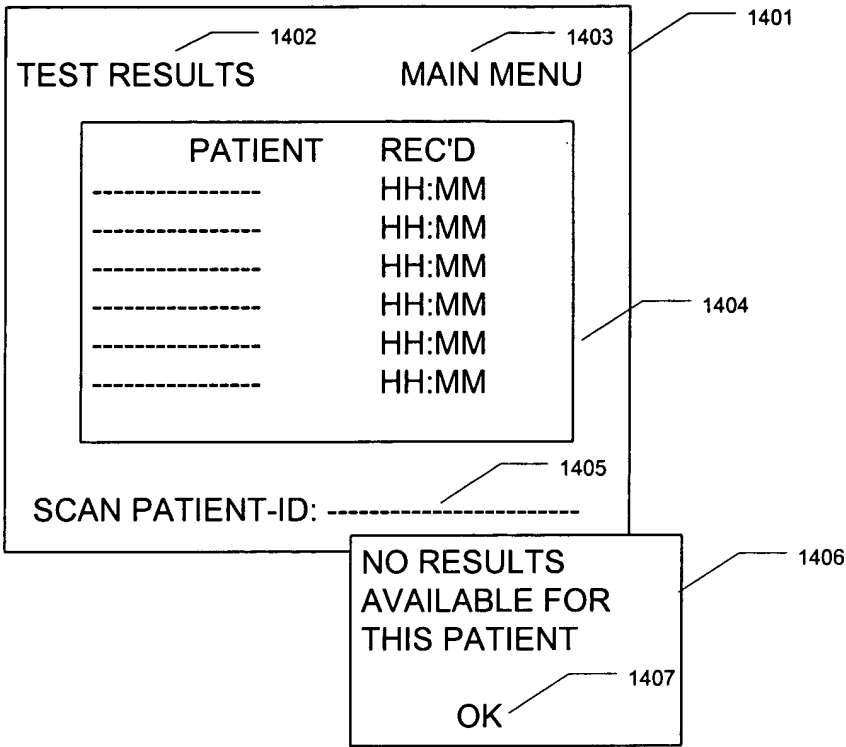 1402
1403
1401
TEST RESULTS MAIN MENU
PATIENT REC'D
--------------- HH:MM
--------------- HH:MM
--------------- HH:MM
--------------- HH:MM
--------------- HH:MM
--------------- HH:MM
1404
1405
SCAN PATIENT-ID: ----------------------
NO RESULTS
AVAILABLE FOR
THIS PATIENT
1406
1407
OK